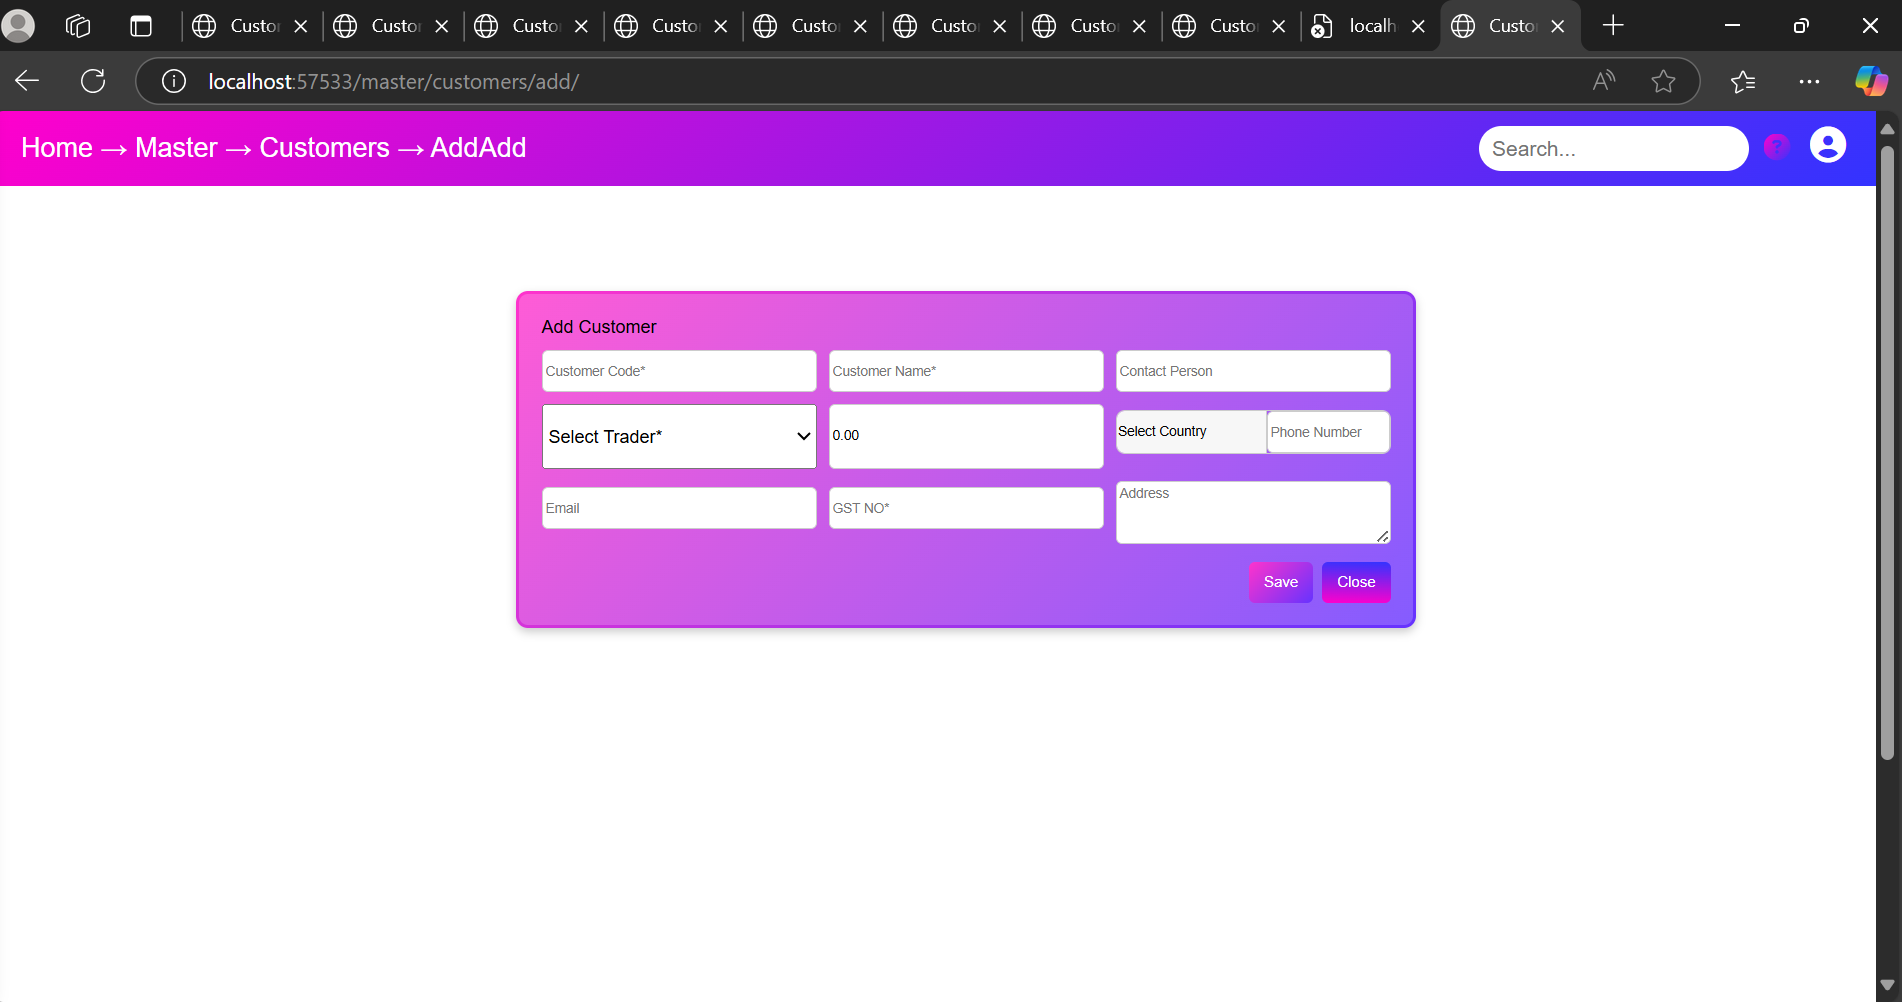 Custor Custor Custo Custo Custo Custo Custo Custo localh Custo
localhost:57533/master/customers/add/
Home → Master → Customers → AddAdd
Search...
?
Add Customer
Customer Code* Customer Name* Contact Person
Select Trader* 0.00 Select Country Phone Number
Email GST NO* Address
Save Close